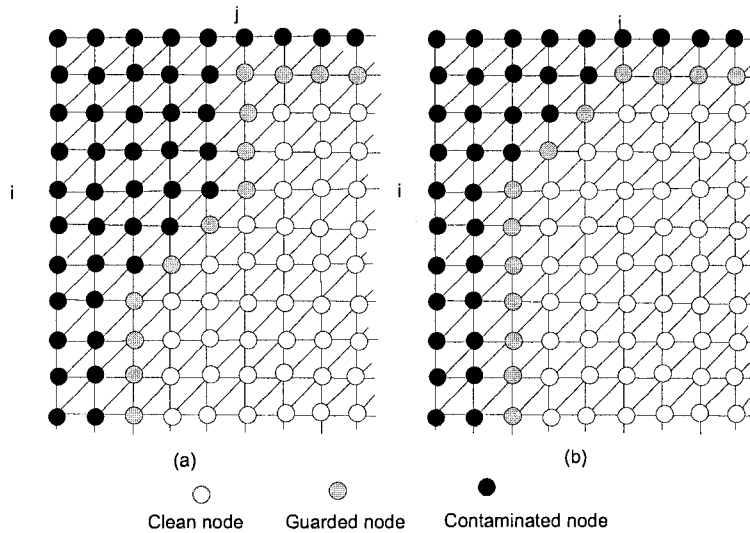 j
i
i
i
(a)
(b)
Clean node
Guarded node
Contaminated node